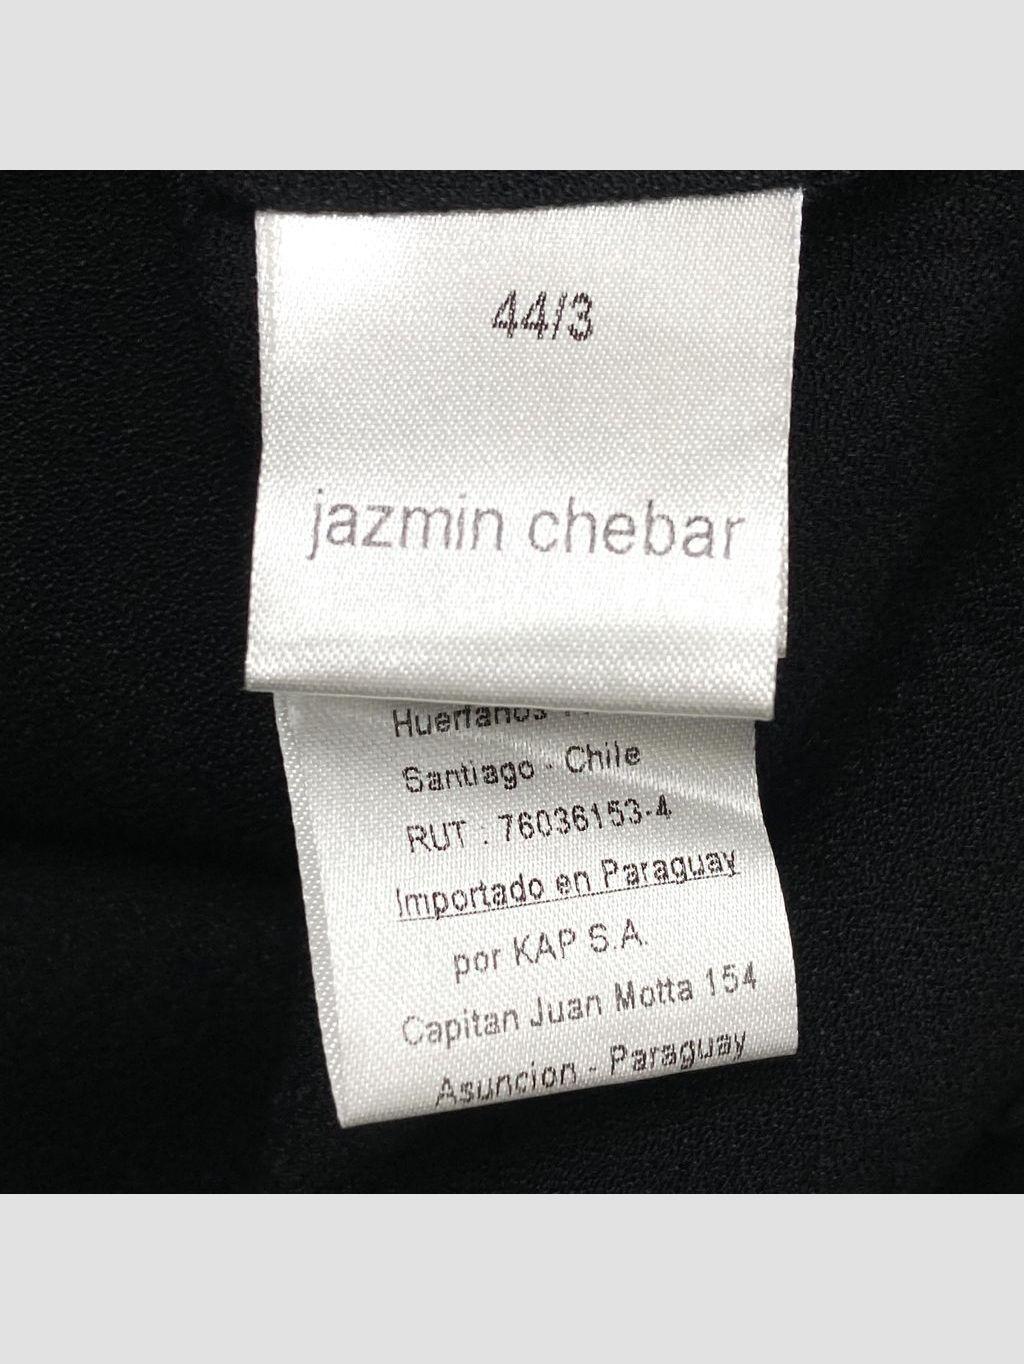 44/3
jazmin chebar
Huerfanos
Santiago - Chile
RUT : 76036153-4
Importado en Paraguay
por KAP S.A.
Capitan Juan Motta 154
Asuncion - Paraguay